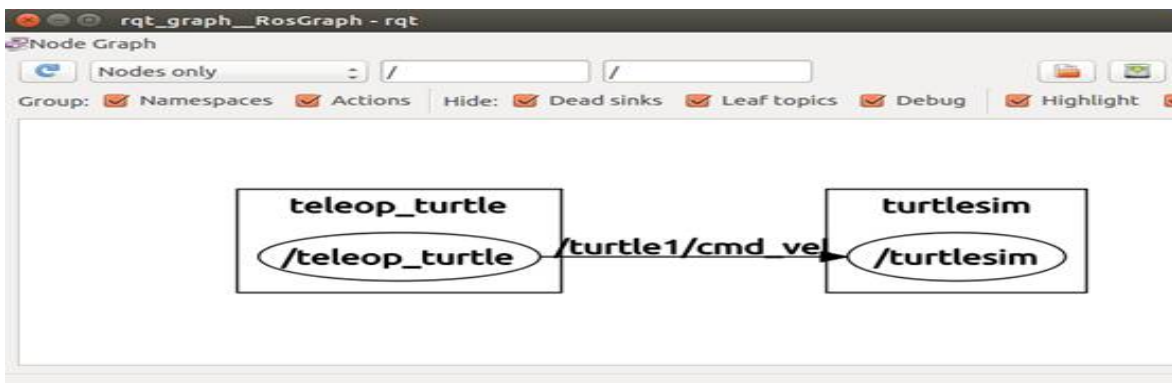 rqt_graph__RosGraph - rqt
Node Graph
Nodes only / /
Group: Namespaces Actions Hide: Dead sinks Leaf topics Debug Highlight
teleop_turtle turtlesim
/teleop_turtle /turtle1/cmd_vel /turtlesim